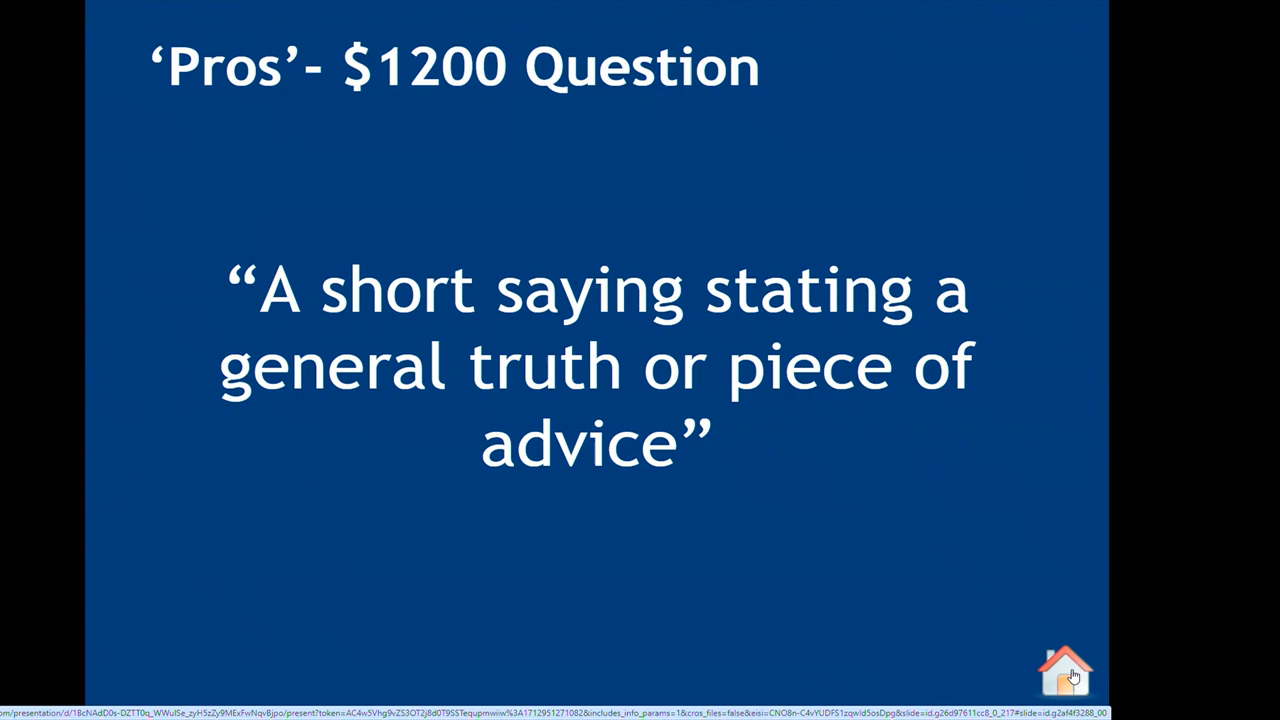 ‘Pros’- $1200 Question
“A short saying stating a
general truth or piece of
advice”